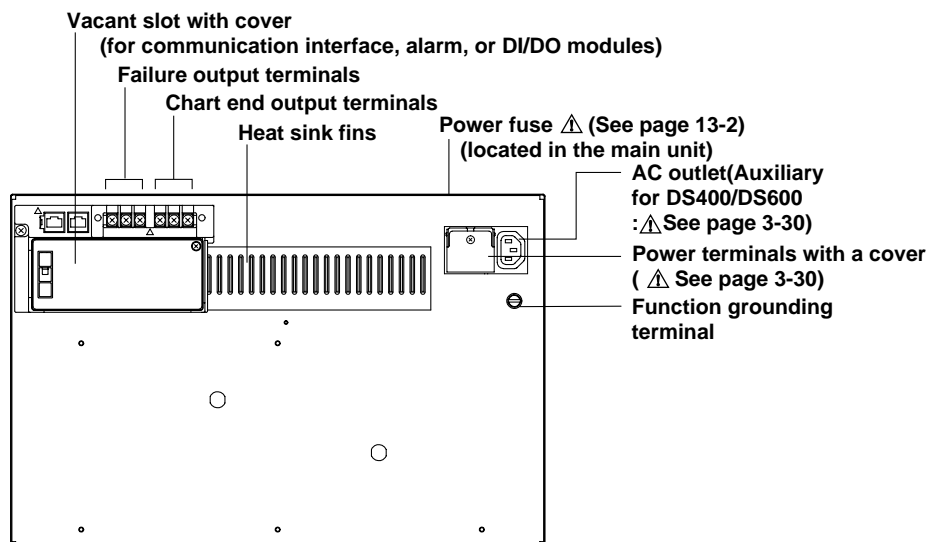 Vacant slot with cover
(for communication interface, alarm, or DI/DO modules)
Failure output terminals
Chart end output terminals
Heat sink fins
Power fuse ⚠ (See page 13-2)
(located in the main unit)
AC outlet(Auxiliary
for DS400/DS600
:⚠See page 3-30)
Power terminals with a cover
( ⚠ See page 3-30)
Function grounding
terminal